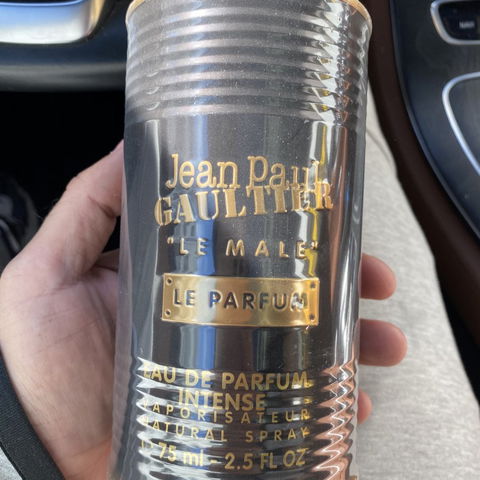 Jean Paul
GAULTIER
"LE MALE"
LE PARFUM
EAU DE PARFUM
INTENSE
VAPORISATEUR
NATURAL SPRAY
75 ml - 2.5 FL OZ